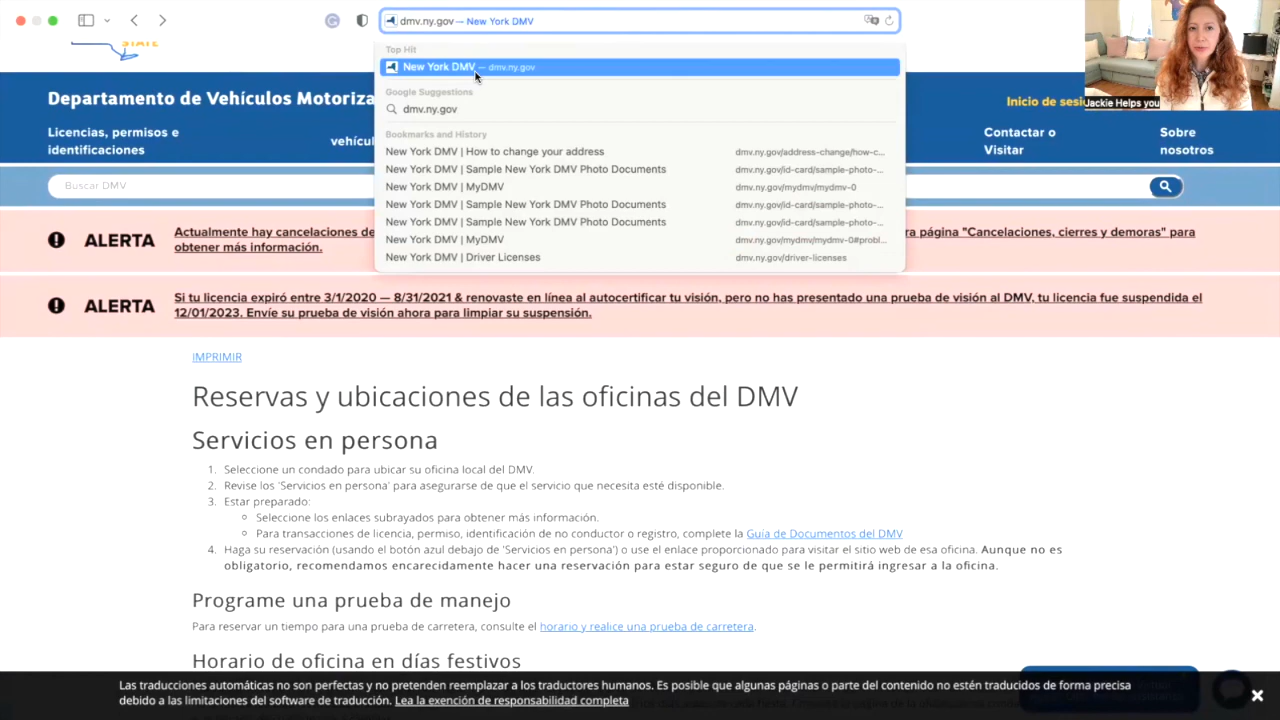 dmv.ny.gov — New York DMV
STATE
Top Hit
New York DMV — dmv.ny.gov
Google Suggestions
dmv.ny.gov
Bookmarks and History
New York DMV | How to change your address dmv.ny.gov/address-change/how-c...
New York DMV | Sample New York DMV Photo Documents dmv.ny.gov/id-card/sample-photo-...
New York DMV | MyDMV dmv.ny.gov/mydmv/mydmv-0
New York DMV | Sample New York DMV Photo Documents dmv.ny.gov/id-card/sample-photo-...
New York DMV | Sample New York DMV Photo Documents dmv.ny.gov/id-card/sample-photo-...
New York DMV | MyDMV dmv.ny.gov/mydmv/mydmv-0#probl...
New York DMV | Driver Licenses dmv.ny.gov/driver-licenses
Jackie Helps you
Departamento de Vehículos Motoriza
Inicio de sesi
Licencias, permisos e
identificaciones
vehícul
Contactar o
Visitar
Sobre
nosotros
Buscar DMV
ALERTA
Actualmente hay cancelaciones de ra página "Cancelaciones, cierres y demoras" para
obtener más información.
ALERTA
Si tu licencia expiró entre 3/1/2020 — 8/31/2021 & renovaste en línea al autocertificar tu visión, pero no has presentado una prueba de visión al DMV, tu licencia fue suspendida el
12/01/2023. Envíe su prueba de visión ahora para limpiar su suspensión.
IMPRIMIR
Reservas y ubicaciones de las oficinas del DMV
Servicios en persona
1. Seleccione un condado para ubicar su oficina local del DMV.
2. Revise los 'Servicios en persona' para asegurarse de que el servicio que necesita esté disponible.
3. Estar preparado:
Seleccione los enlaces subrayados para obtener más información.
Para transacciones de licencia, permiso, identificación de no conductor o registro, complete la Guía de Documentos del DMV
4. Haga su reservación (usando el botón azul debajo de 'Servicios en persona') o use el enlace proporcionado para visitar el sitio web de esa oficina. Aunque no es
obligatorio, recomendamos encarecidamente hacer una reservación para estar seguro de que se le permitirá ingresar a la oficina.
Programe una prueba de manejo
Para reservar un tiempo para una prueba de carretera, consulte el horario y realice una prueba de carretera.
Horario de oficina en días festivos
Las traducciones automáticas no son perfectas y no pretenden reemplazar a los traductores humanos. Es posible que algunas páginas o parte del contenido no estén traducidos de forma precisa
debido a las limitaciones del software de traducción. Lea la exención de responsabilidad completa